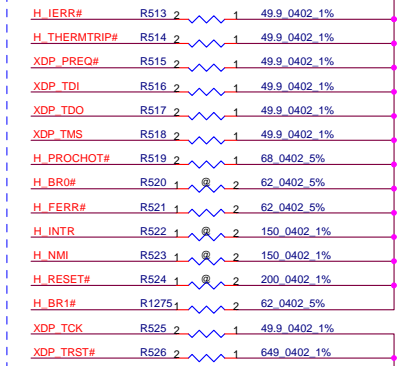 H_IERR# R513 2 1 49.9_0402_1%
H_THERMTRIP# R514 2 1 49.9_0402_1%
XDP_PREQ# R515 2 1 49.9_0402_1%
XDP_TDI R516 2 1 49.9_0402_1%
XDP_TDO R517 2 1 49.9_0402_1%
XDP_TMS R518 2 1 49.9_0402_1%
H_PROCHOT# R519 2 1 68_0402_5%
H_BR0# R520 1 @ 2 62_0402_5%
H_FERR# R521 1 2 62_0402_5%
H_INTR R522 1 @ 2 150_0402_1%
H_NMI R523 1 @ 2 150_0402_1%
H_RESET# R524 1 @ 2 200_0402_1%
H_BR1# R1275 1 2 62_0402_5%
XDP_TCK R525 2 1 49.9_0402_1%
XDP_TRST# R526 2 1 649_0402_1%